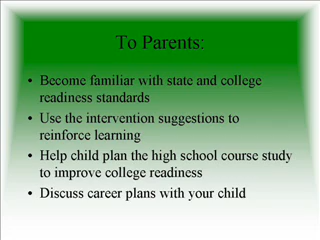 To Parents:
• Become familiar with state and college
readiness standards
• Use the intervention suggestions to
reinforce learning
• Help child plan the high school course study
to improve college readiness
• Discuss career plans with your child